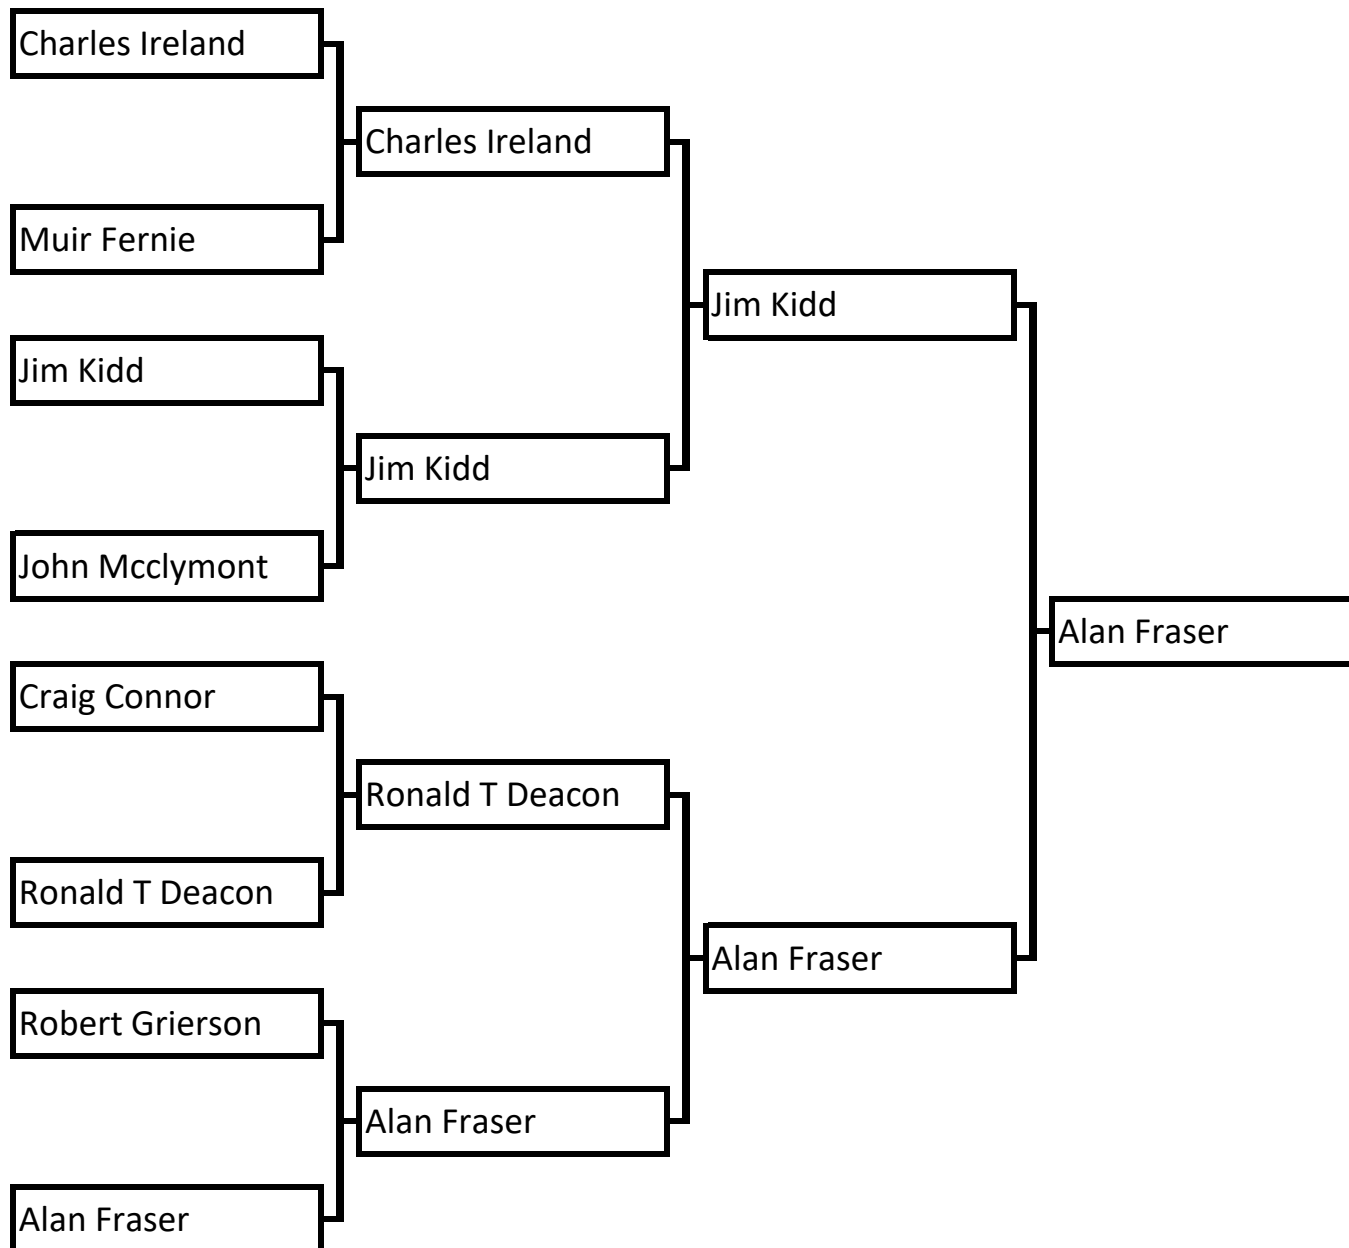 Charles Ireland
Charles Ireland
Muir Fernie
Jim Kidd
Jim Kidd
Jim Kidd
John Mcclymont
Alan Fraser
Craig Connor
Ronald T Deacon
Ronald T Deacon
Alan Fraser
Robert Grierson
Alan Fraser
Alan Fraser